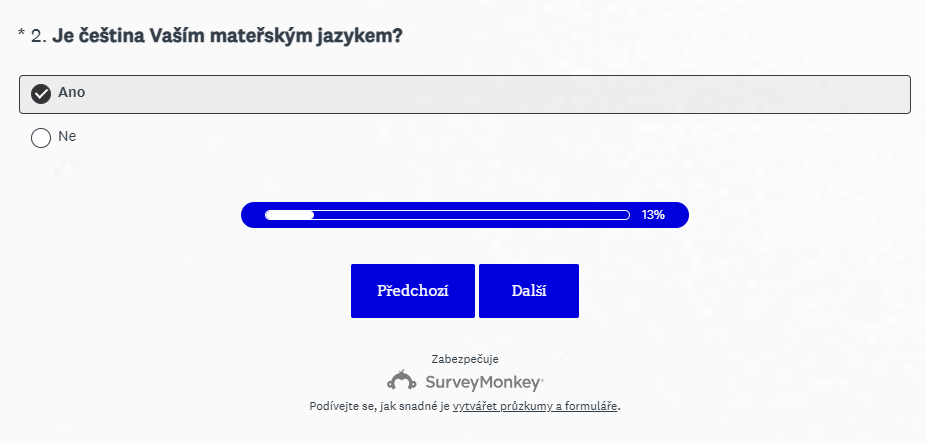 * 2. Je čeština Vaším mateřským jazykem?
Ano
Ne
13%
Předchozí
Další
Zabezpečuje
SurveyMonkey
Podívejte se, jak snadné je vytvářet průzkumy a formuláře.